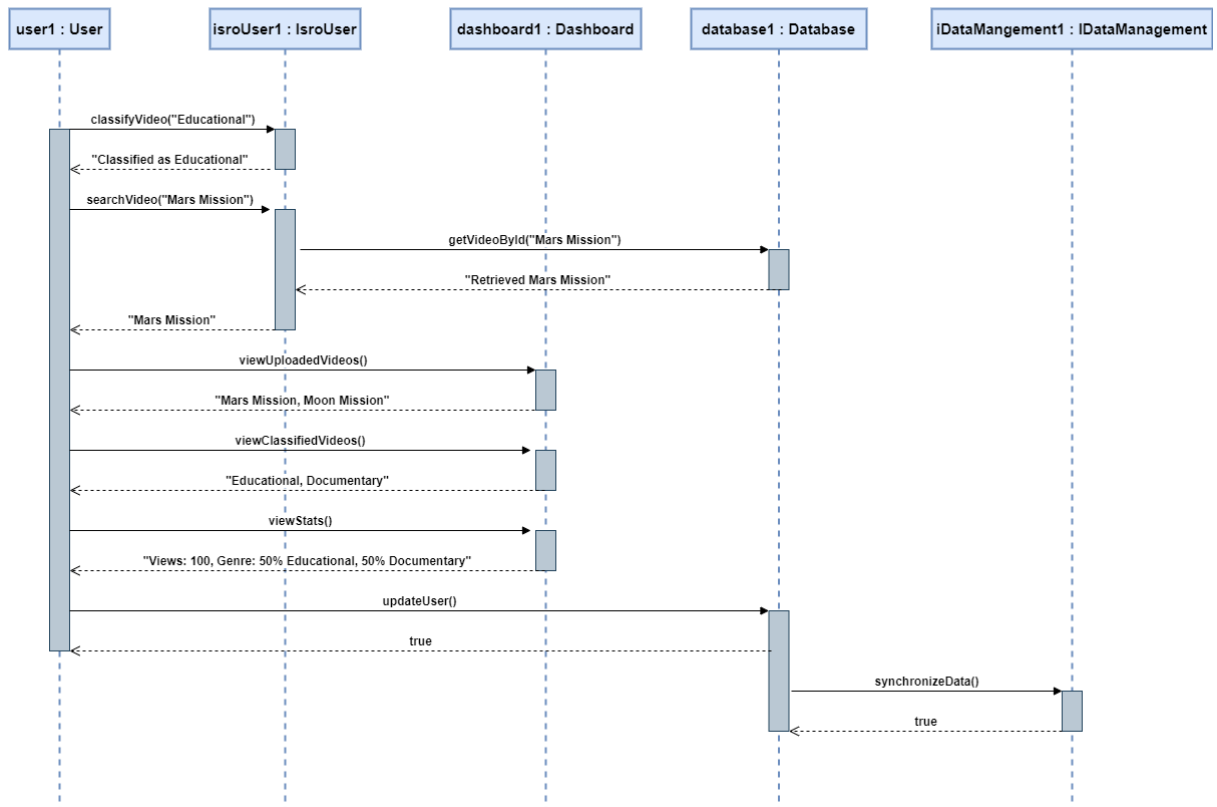 user1 : User
isroUser1 : IsroUser
dashboard1 : Dashboard
database1 : Database
iDataMangement1 : IDataManagement
classifyVideo("Educational")
"Classified as Educational"
searchVideo("Mars Mission")
getVideoById("Mars Mission")
"Retrieved Mars Mission"
"Mars Mission"
viewUploadedVideos()
"Mars Mission, Moon Mission"
viewClassifiedVideos()
"Educational, Documentary"
viewStats()
"Views: 100, Genre: 50% Educational, 50% Documentary"
updateUser()
true
synchronizeData()
true